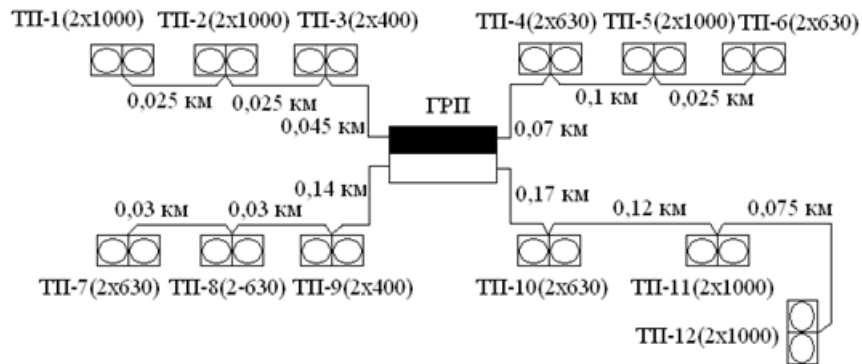 ТП-1(2х1000) ТП-2(2х1000) ТП-3(2х400) ТП-4(2х630) ТП-5(2х1000) ТП-6(2х630)
0,025 км 0,025 км 0,1 км 0,025 км
ГРП
0,045 км 0,07 км
0,14 км 0,17 км
0,03 км 0,03 км 0,12 км 0,075 км
ТП-7(2х630) ТП-8(2-630) ТП-9(2х400) ТП-10(2х630) ТП-11(2х1000)
ТП-12(2х1000)